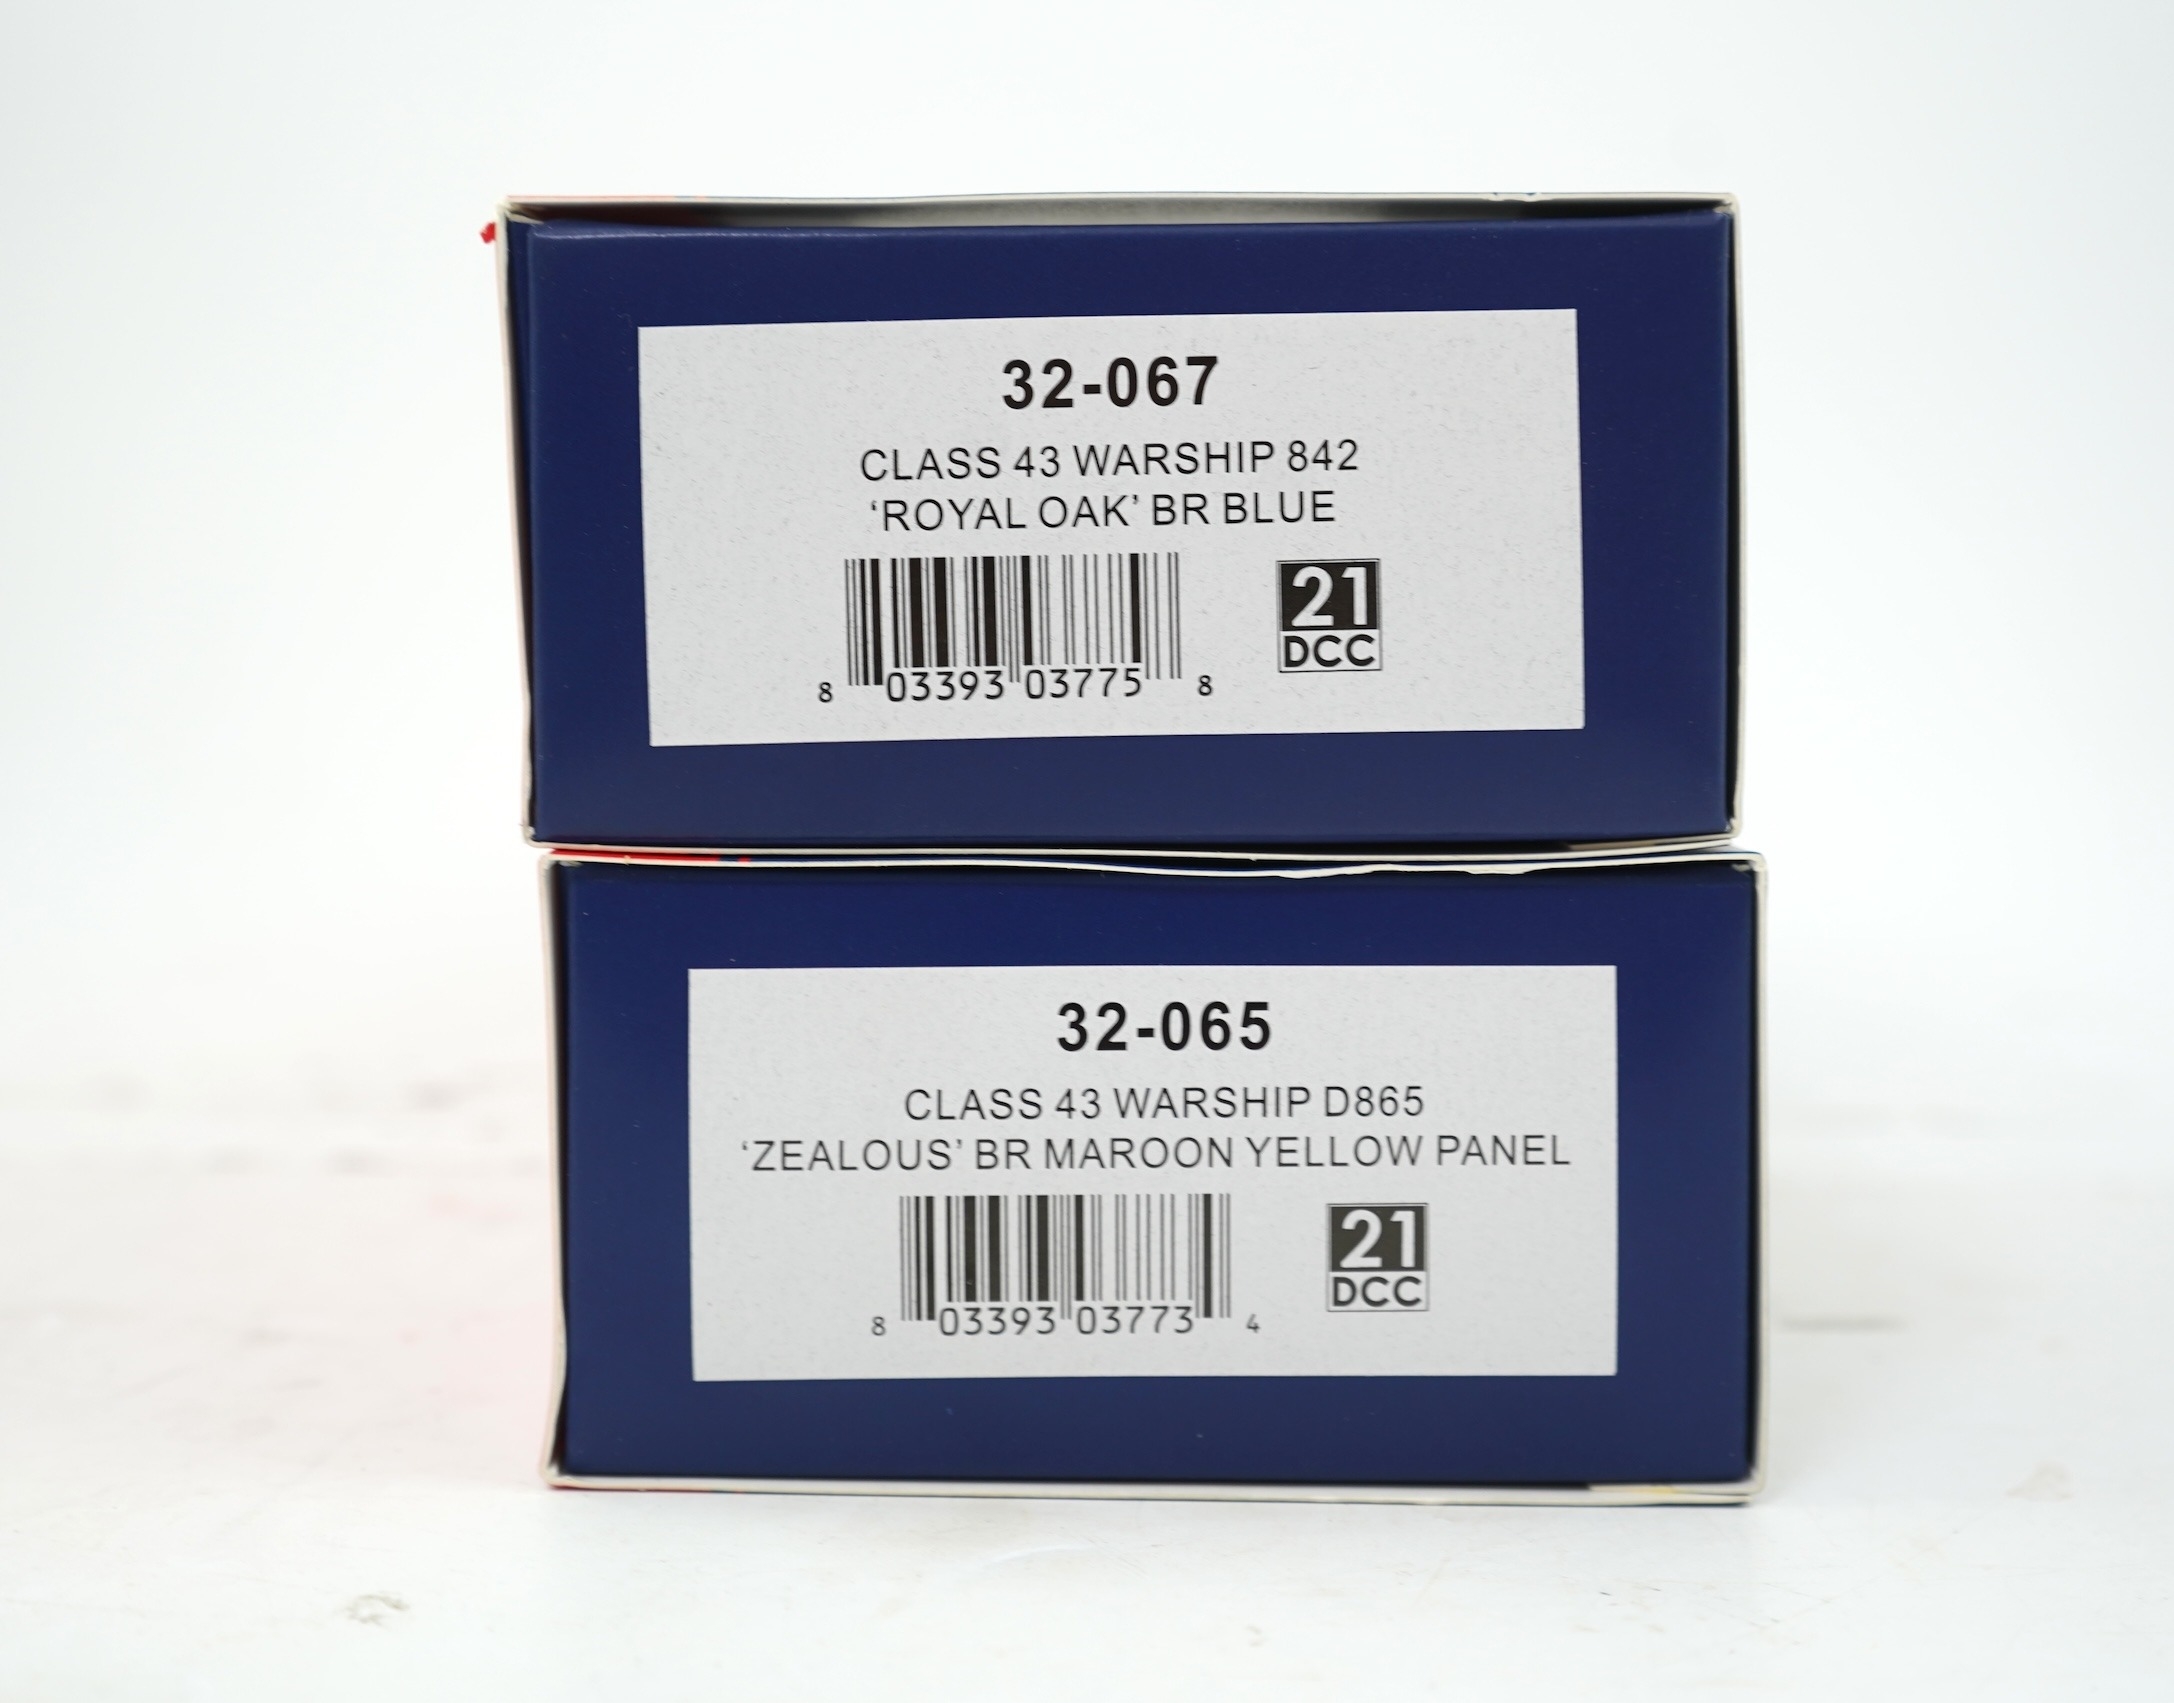 32-067
CLASS 43 WARSHIP 842
‘ROYAL OAK’ BR BLUE
21
DCC
8 03393 03775 8
32-065
CLASS 43 WARSHIP D865
‘ZEALOUS’ BR MAROON YELLOW PANEL
21
DCC
8 03393 03773 4